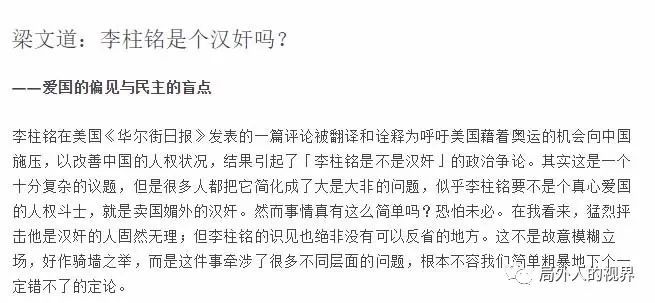 梁文道：李柱铭是个汉奸吗？
——爱国的偏见与民主的盲点
李柱铭在美国《华尔街日报》发表的一篇评论被翻译和诠释为呼吁美国藉着奥运的机会向中国
施压，以改善中国的人权状况，结果引起了「李柱铭是不是汉奸」的政治争论。其实这是一个
十分复杂的议题，但是很多人都把它简化成了大是大非的问题，似乎李柱铭要不是个真心爱国
的人权斗士，就是卖国媚外的汉奸。然而事情真有这么简单吗？恐怕未必。在我看来，猛烈抨
击他是汉奸的人固然无理；但李柱铭的识见也绝非没有可以反省的地方。这不是故意模糊立
场，好作骑墙之举，而是这件事牵涉了很多不同层面的问题，根本不容我们简单粗暴地下个一
定错不了的定论。
局外人的视界